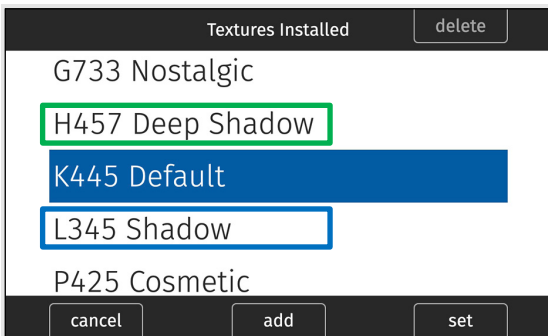 Textures Installed delete
G733 Nostalgic
H457 Deep Shadow
K445 Default
L345 Shadow
P425 Cosmetic
cancel add set